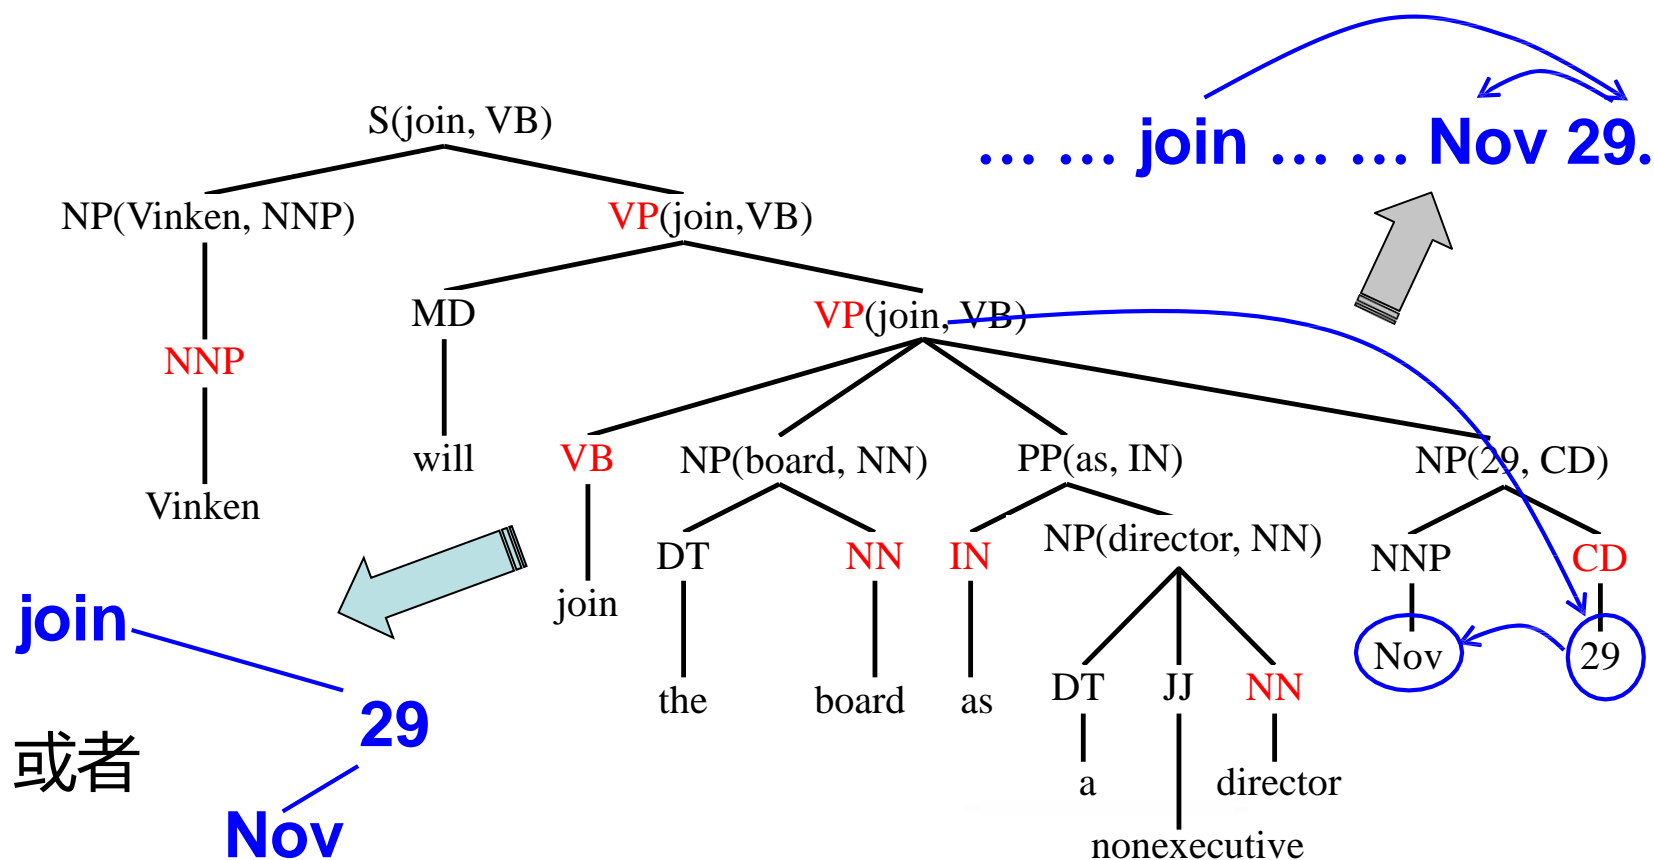 S(join, VB)
… … join … … Nov 29.
NP(Vinken, NNP) VP(join,VB)
MD VP(join, VB)
NNP
will VB NP(board, NN) PP(as, IN) NP(29, CD)
Vinken
DT NN IN NP(director, NN) NNP CD
join
join
Nov 29
the board as DT JJ NN
29
或者
a director
Nov
nonexecutive